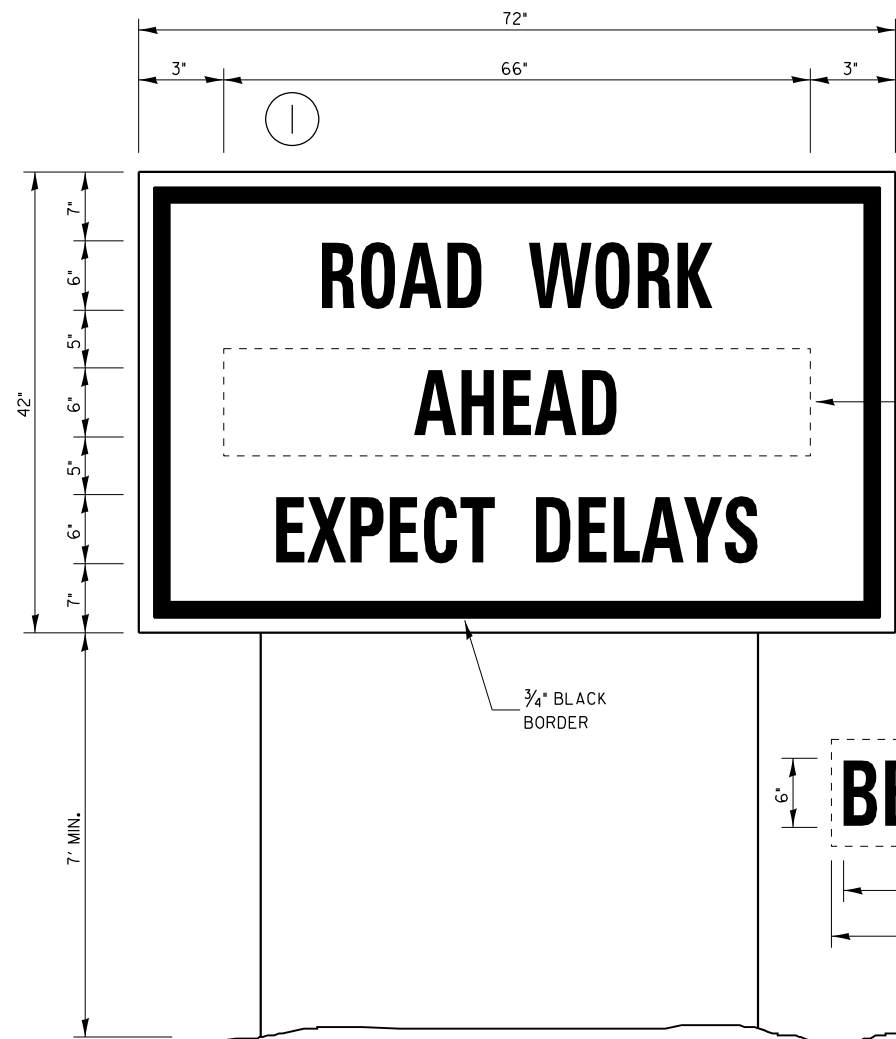 72"
3" 66" 3"
1
7"
6"
5"
6"
5"
6"
7"
42"
ROAD WORK
AHEAD
EXPECT DELAYS
3/4" BLACK
BORDER
6"
7' MIN.